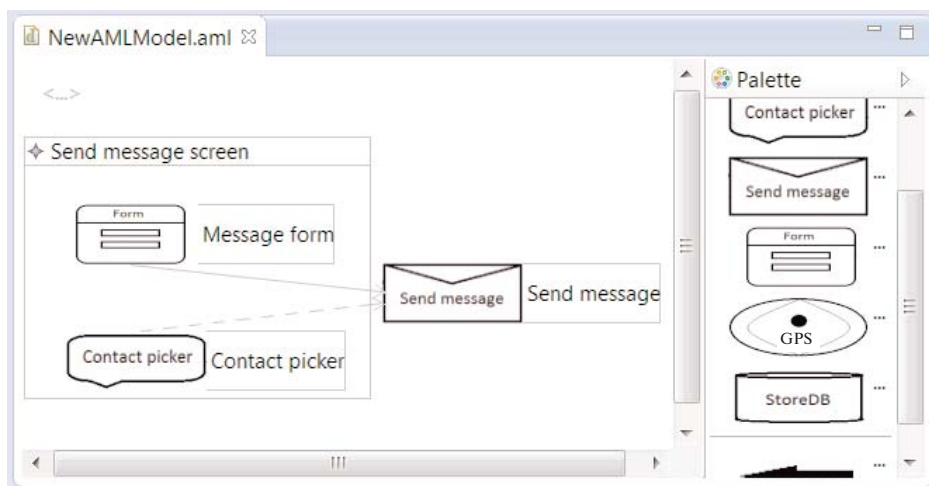 NewAMLModel.aml
<...>
Send message screen
Form
Message form
Send message
Send message
Contact picker
Contact picker
Palette
Contact picker
...
Send message
...
Form
...
GPS
...
StoreDB
...
...